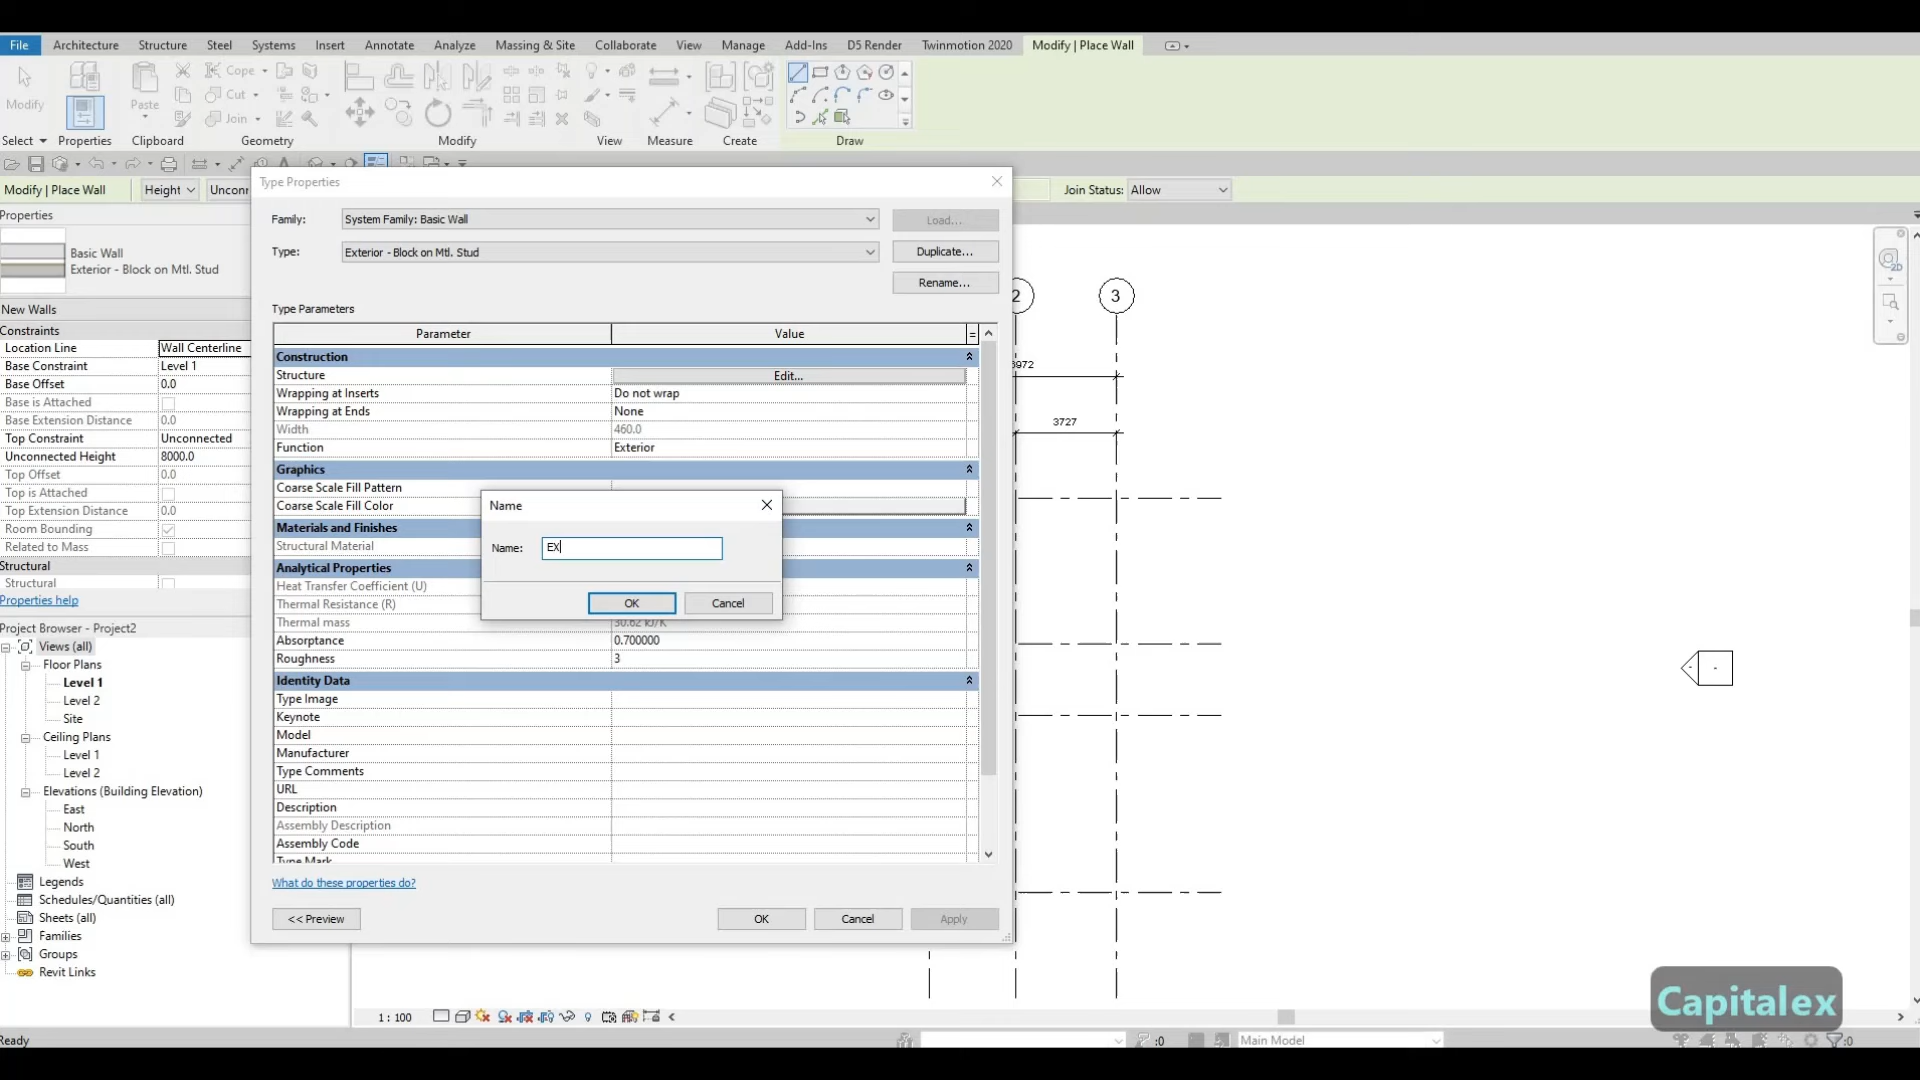 File Architecture Structure Steel Systems Insert Annotate Analyze Massing & Site Collaborate View Manage Add-Ins D5 Render Twinmotion 2020 Modify | Place Wall
Cope
Cut
Modify Paste Join
Select Properties Clipboard Geometry Modify View Measure Create Draw
Modify | Place Wall Height Unconn Join Status: Allow
Properties
Basic Wall
Exterior - Block on Mtl. Stud
New Walls
Constraints
Location Line Wall Centerline
Base Constraint Level 1
Base Offset 0.0
Base is Attached
Base Extension Distance 0.0
Top Constraint Unconnected
Unconnected Height 8000.0
Top Offset 0.0
Top is Attached
Top Extension Distance 0.0
Room Bounding
Related to Mass
Structural
Structural
Properties help
Project Browser - Project2
Views (all)
Floor Plans
Level 1
Level 2
Site
Ceiling Plans
Level 1
Level 2
Elevations (Building Elevation)
East
North
South
West
Legends
Schedules/Quantities (all)
Sheets (all)
Families
Groups
Revit Links
Type Properties
Family: System Family: Basic Wall Load...
Type: Exterior - Block on Mtl. Stud Duplicate...
Rename...
Type Parameters
Parameter Value =
Construction
Structure Edit...
Wrapping at Inserts Do not wrap
Wrapping at Ends None
Width 460.0
Function Exterior
Graphics
Coarse Scale Fill Pattern
Coarse Scale Fill Color
Materials and Finishes
Structural Material
Analytical Properties
Heat Transfer Coefficient (U)
Thermal Resistance (R)
Thermal mass 30.62 kJ/K
Absorptance 0.700000
Roughness 3
Identity Data
Type Image
Keynote
Model
Manufacturer
Type Comments
URL
Description
Assembly Description
Assembly Code
Type Mark
What do these properties do?
<< Preview OK Cancel Apply
Name
Name: EX
OK Cancel
2 3
3727
2D
1 : 100
Capitalex
Ready :0 Main Model :0